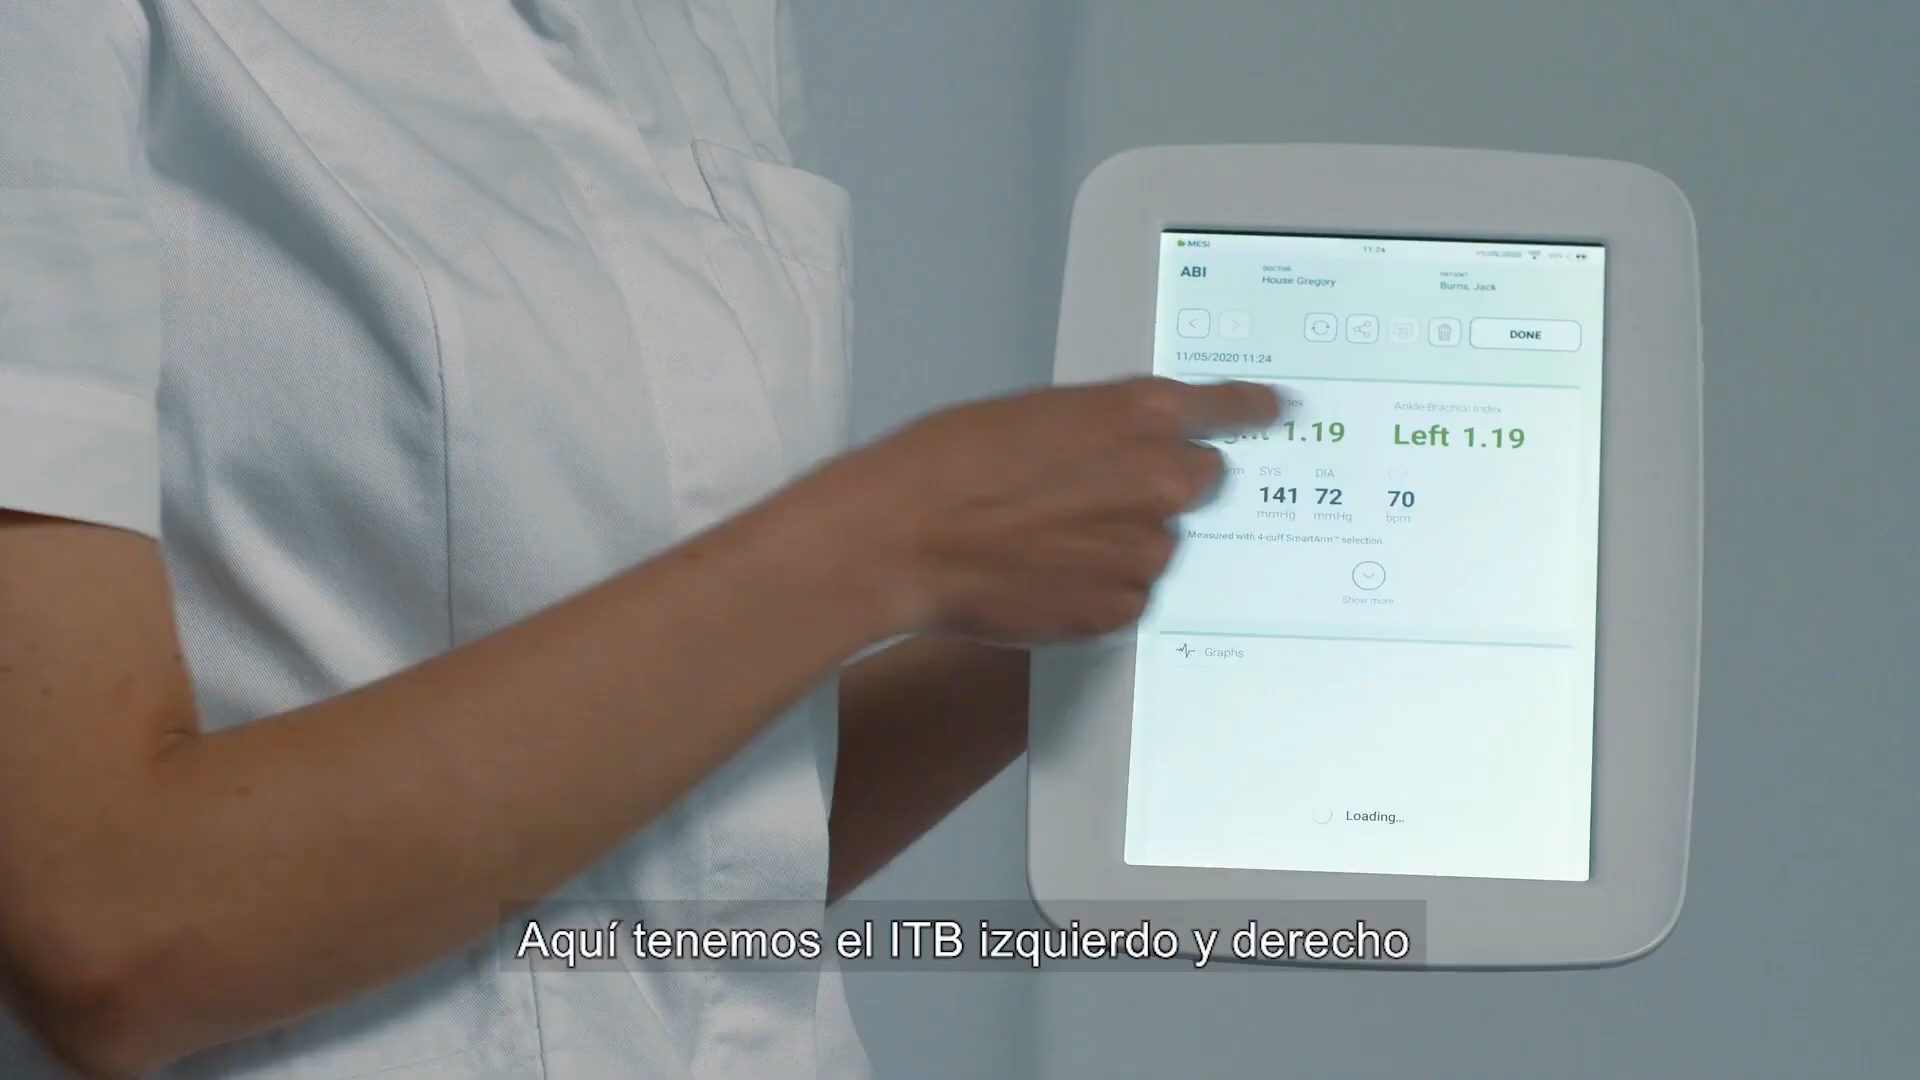 MESI
11:24
ABI
DOCTOR
House Gregory
PATIENT
Burns, Jack
DONE
11/05/2020 11:24
Ankle-Brachial Index
1.19
Left 1.19
SYS
DIA
141
72
70
mmHg
mmHg
bpm
Measured with 4-cuff SmartArm™ selection.
Show more
Graphs
Loading...
Aquí tenemos el ITB izquierdo y derecho